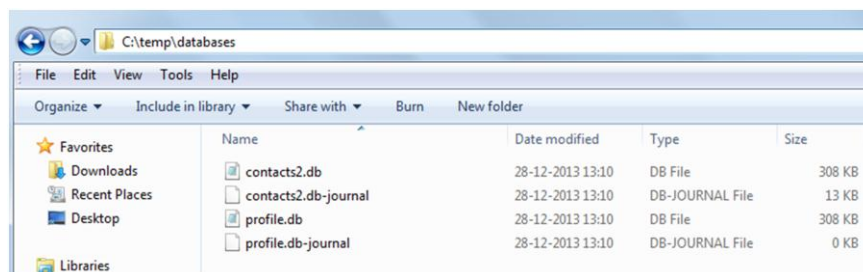 C:\temp\databases
File Edit View Tools Help
Organize Include in library Share with Burn New folder
Favorites
Downloads
Recent Places
Desktop
Libraries
Name Date modified Type Size
contacts2.db 28-12-2013 13:10 DB File 308 KB
contacts2.db-journal 28-12-2013 13:10 DB-JOURNAL File 13 KB
profile.db 28-12-2013 13:10 DB File 308 KB
profile.db-journal 28-12-2013 13:10 DB-JOURNAL File 0 KB